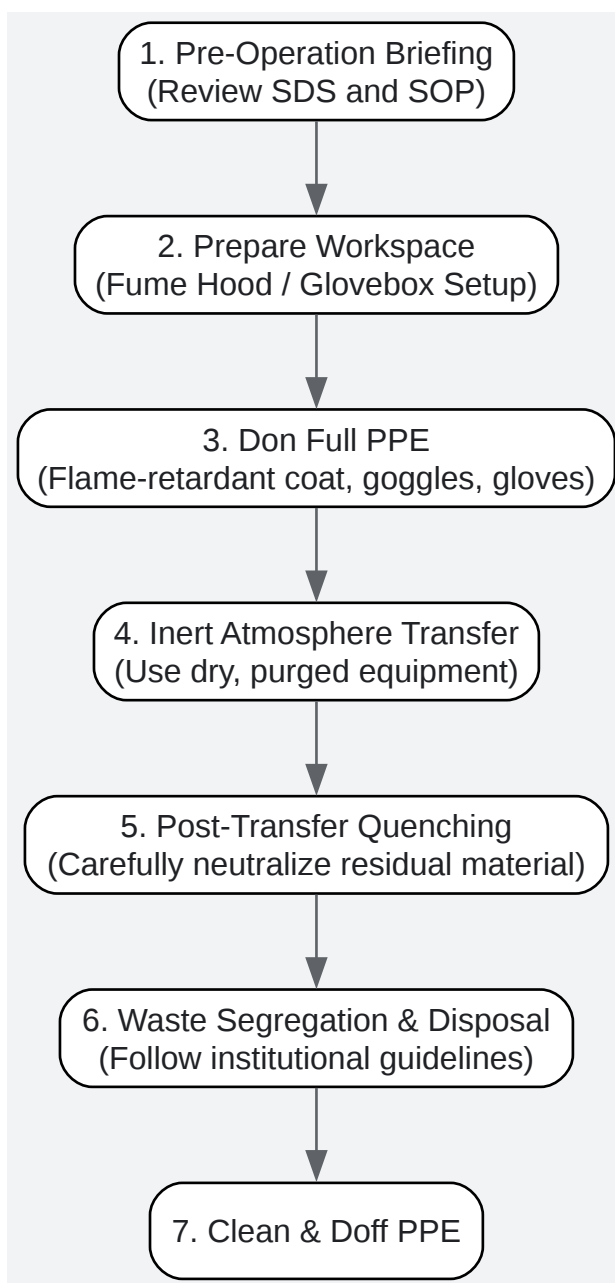 1. Pre-Operation Briefing
(Review SDS and SOP)
2. Prepare Workspace
(Fume Hood / Glovebox Setup)
3. Don Full PPE
(Flame-retardant coat, goggles, gloves)
4. Inert Atmosphere Transfer
(Use dry, purged equipment)
5. Post-Transfer Quenching
(Carefully neutralize residual material)
6. Waste Segregation & Disposal
(Follow institutional guidelines)
7. Clean & Doff PPE